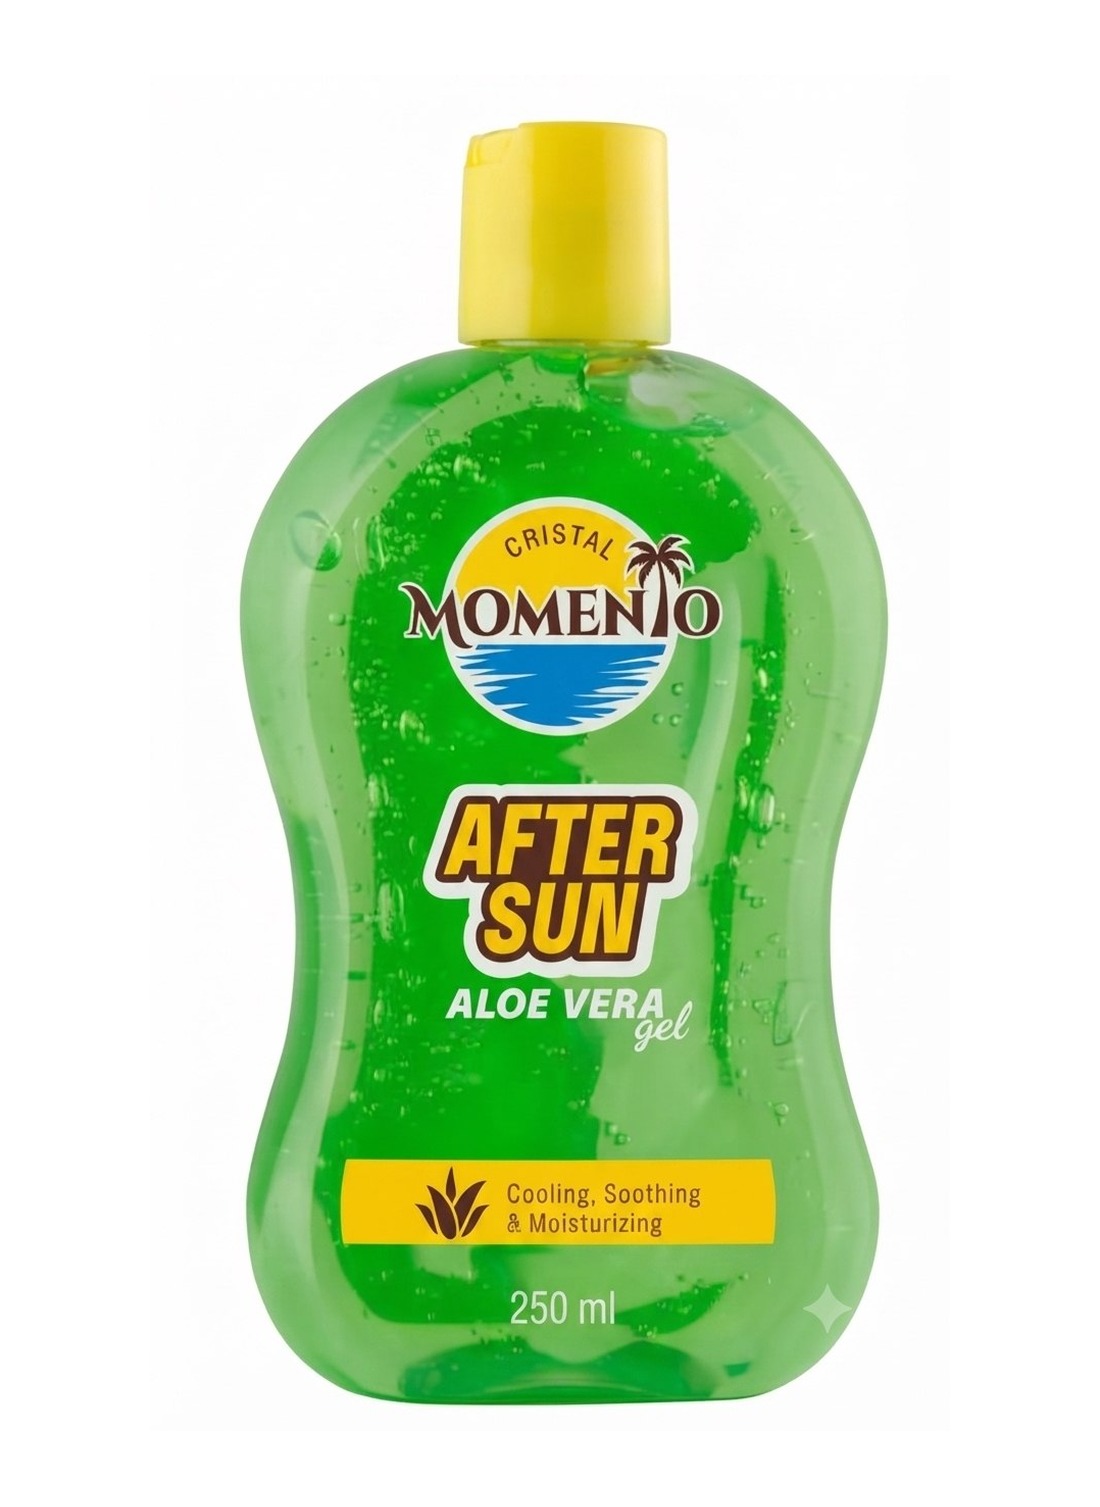 CRISTAL
MOMENTO
AFTER
SUN
ALOE VERA
gel
Cooling, Soothing
& Moisturizing
250 ml